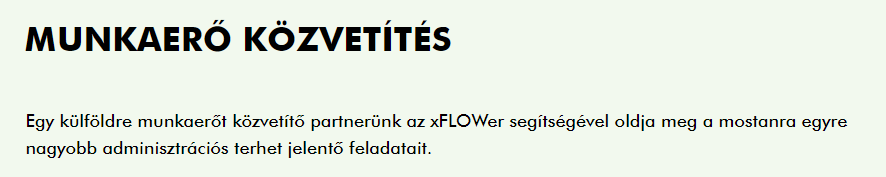 MUNKAERŐ KÖZVETÍTÉS
Egy külföldre munkaerőt közvetítő partnerünk az xFLOWer segítségével oldja meg a mostanra egyre
nagyobb adminisztrációs terhet jelentő feladatait.